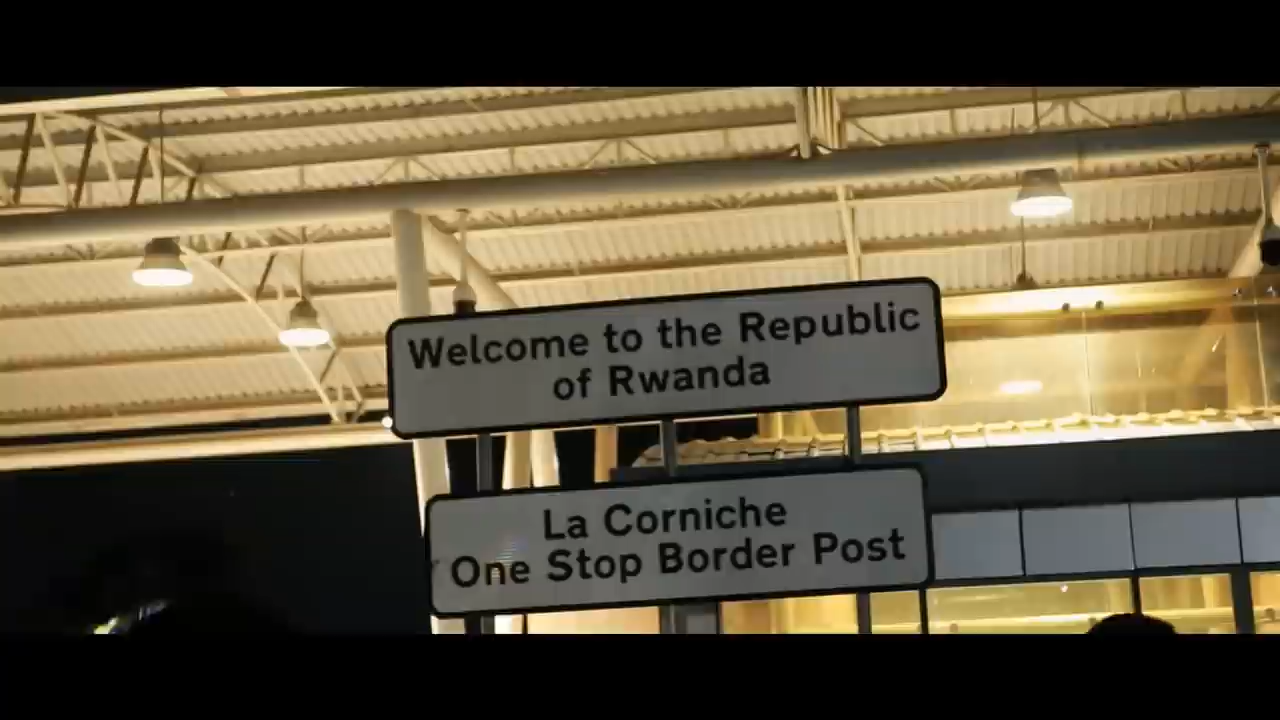 Welcome to the Republic
of Rwanda
La Corniche
One Stop Border Post